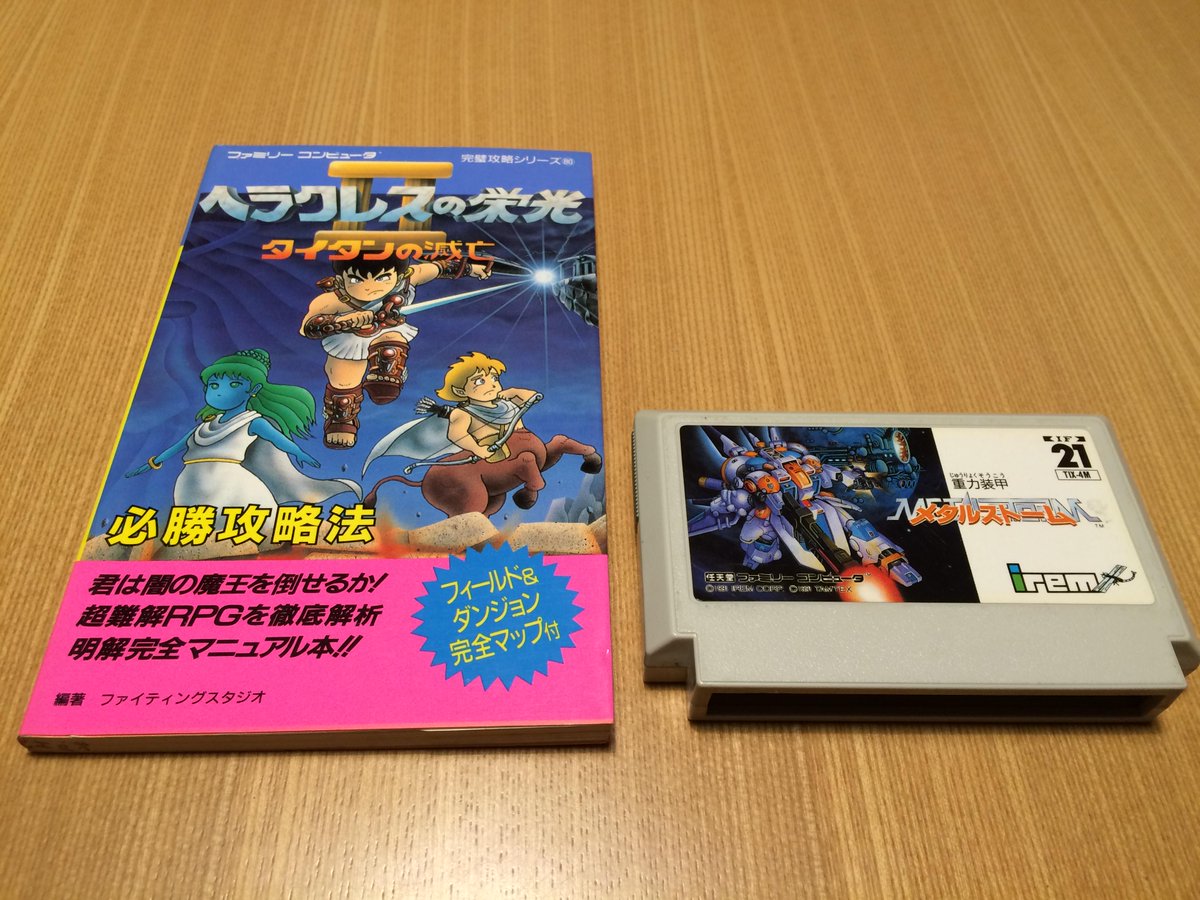 ファミリー コンピュータ
完璧攻略シリーズ80
II
ヘラクレスの栄光
タイタンの滅亡
必勝攻略法
君は闇の魔王を倒せるか!
超難解RPGを徹底解析
明解完全マニュアル本!!
フィールド&
ダンジョン
完全マップ付
編著 ファイティングスタジオ
IF
21
TIX-4M
じゅうりょくそうこう
重力装甲
METAL STORM
メタルストーム
TM
任天堂 ファミリー コンピュータ
irem